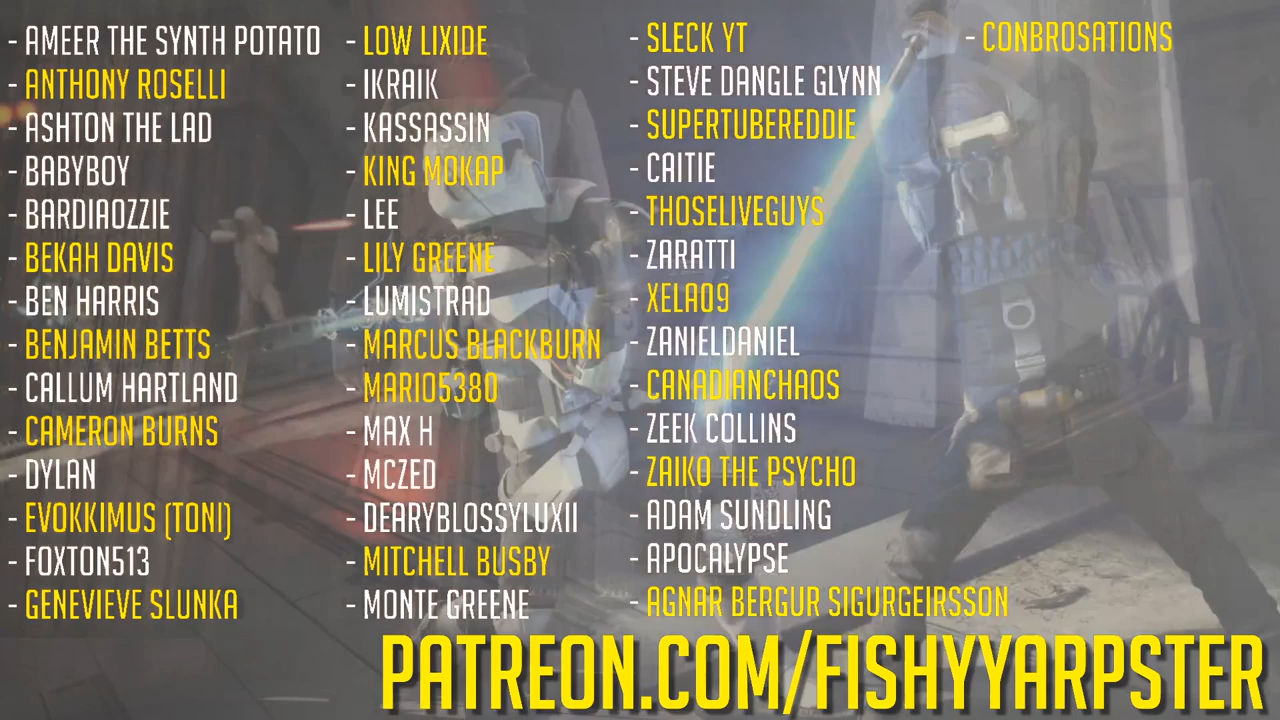 - AMEER THE SYNTH POTATO
- ANTHONY ROSELLI
- ASHTON THE LAD
- BABYBOY
- BARDIAOZZIE
- BEKAH DAVIS
- BEN HARRIS
- BENJAMIN BETTS
- CALLUM HARTLAND
- CAMERON BURNS
- DYLAN
- EVOKKIMUS (TONI)
- FOXTON513
- GENEVIEVE SLUNKA
- LOW LIXIDE
- IKRAIK
- KASSASSIN
- KING MOKAP
- LEE
- LILY GREENE
- LUMISTRAD
- MARCUS BLACKBURN
- MARIO5380
- MAX H
- MCZED
- DEARYBLOSSYLUXII
- MITCHELL BUSBY
- MONTE GREENE
- SLECK YT
- STEVE DANGLE GLYNN
- SUPERTUBEREDDIE
- CAITIE
- THOSELIVEGUYS
- ZARATTI
- XELA09
- ZANIELDANIEL
- CANADIANCHAOS
- ZEEK COLLINS
- ZAIKO THE PSYCHO
- ADAM SUNDLING
- APOCALYPSE
- AGNAR BERGUR SIGURGEIRSSON
- CONBROSATIONS
PATREON.COM/FISHYYARPSTER